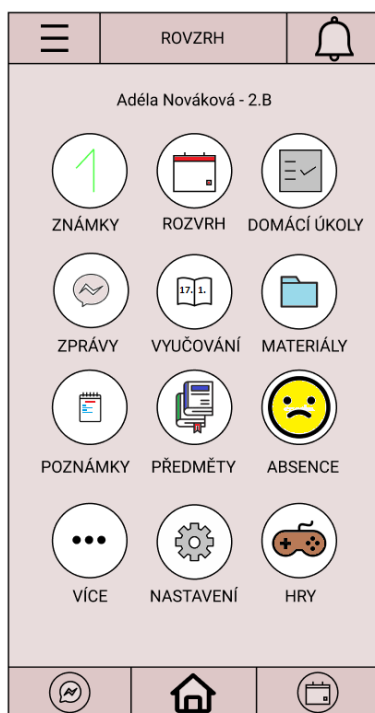 ROVZRH
Adéla Nováková - 2.B
1
ZNÁMKY ROZVRH DOMÁCÍ ÚKOLY
17. 1.
ZPRÁVY VYUČOVÁNÍ MATERIÁLY
POZNÁMKY PŘEDMĚTY ABSENCE
VÍCE NASTAVENÍ HRY